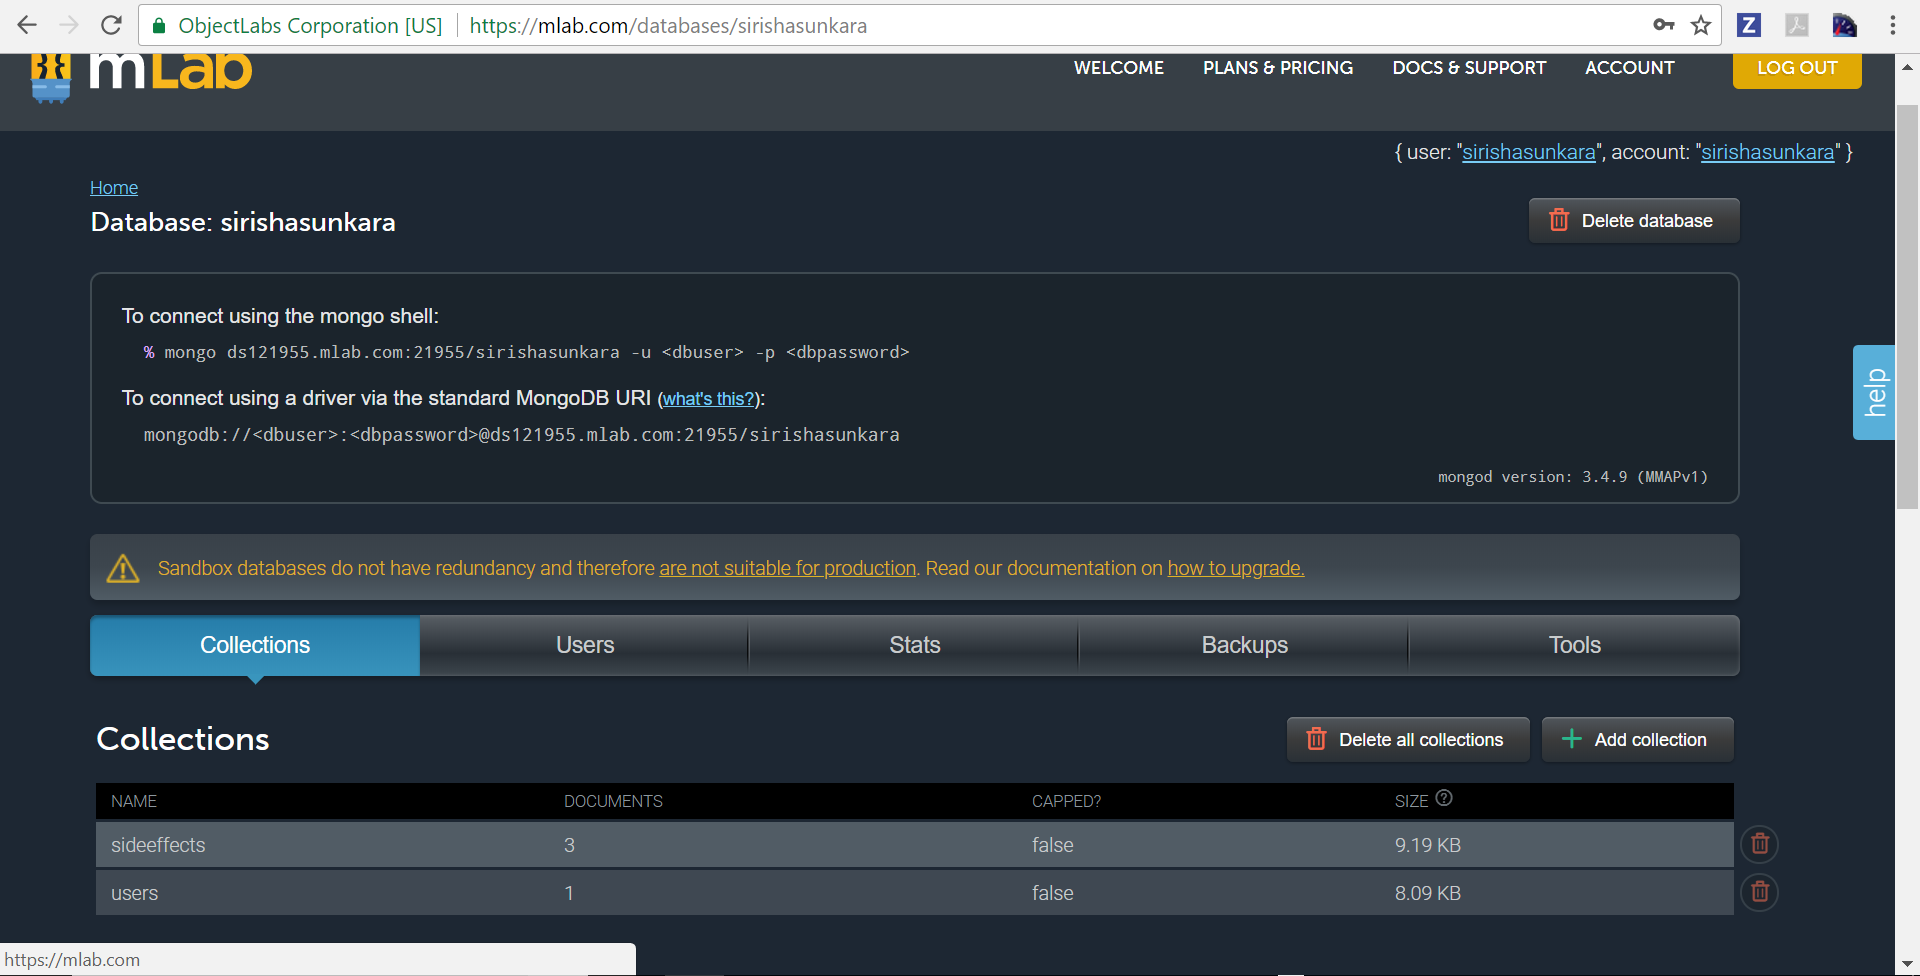 ObjectLabs Corporation [US] https://mlab.com/databases/sirishasunkara
Z
mLab
WELCOME PLANS & PRICING DOCS & SUPPORT ACCOUNT LOG OUT
{ user: "sirishasunkara", account: "sirishasunkara" }
Home
Database: sirishasunkara
Delete database
To connect using the mongo shell:
% mongo ds121955.mlab.com:21955/sirishasunkara -u <dbuser> -p <dbpassword>
To connect using a driver via the standard MongoDB URI (what's this?):
mongodb://<dbuser>:<dbpassword>@ds121955.mlab.com:21955/sirishasunkara
mongod version: 3.4.9 (MMAPv1)
help
Sandbox databases do not have redundancy and therefore are not suitable for production. Read our documentation on how to upgrade.
Collections Users Stats Backups Tools
Collections
Delete all collections
+ Add collection
NAME DOCUMENTS CAPPED? SIZE ?
sideeffects 3 false 9.19 KB
users 1 false 8.09 KB
https://mlab.com